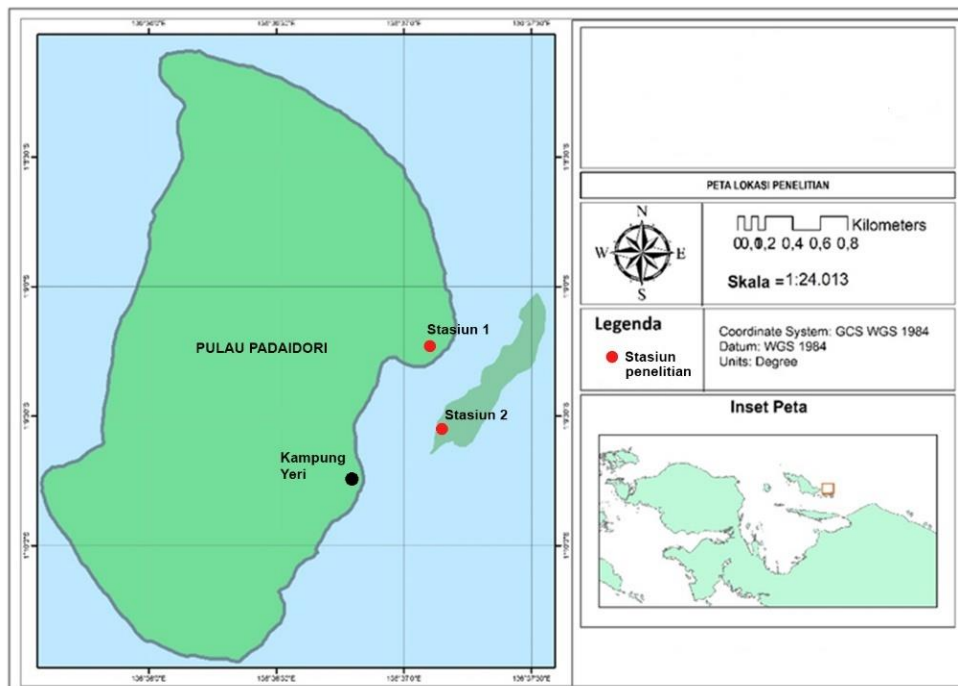 Stasiun 1
PULAU PADAIDORI
Stasiun 2
Kampung
Yeri
PETA LOKASI PENELITIAN
N
W E
S
Kilometers
0,2 0,4 0,6 0,8
Skala =1:24.013
Legenda
Stasiun
penelitian
Coordinate System: GCS WGS 1984
Datum: WGS 1984
Units: Degree
Inset Peta